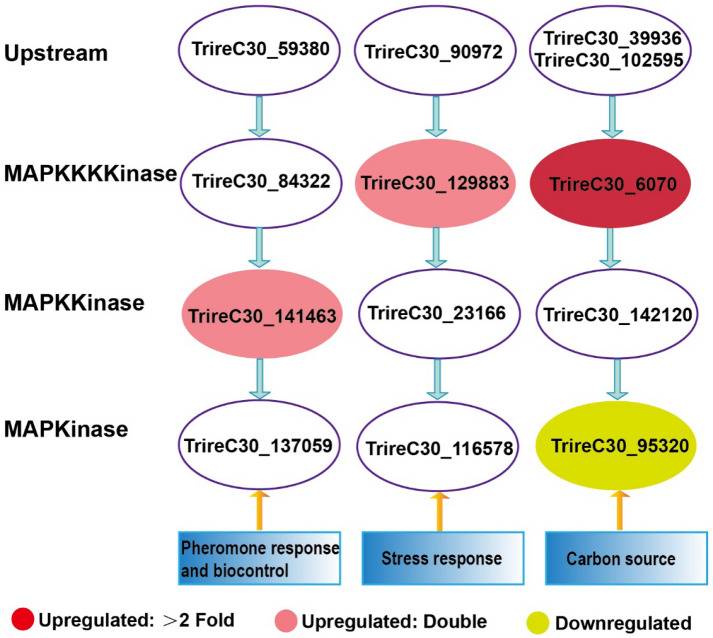 Upstream
TrireC30_59380
TrireC30_90972
TrireC30_39936
TrireC30_102595
MAPKKKKinase
TrireC30_84322
TrireC30_129883
TrireC30_6070
MAPKKinase
TrireC30_141463
TrireC30_23166
TrireC30_142120
MAPKinase
TrireC30_137059
TrireC30_116578
TrireC30_95320
Pheromone response
and biocontrol
Stress response
Carbon source
Upregulated: >2 Fold
Upregulated: Double
Downregulated